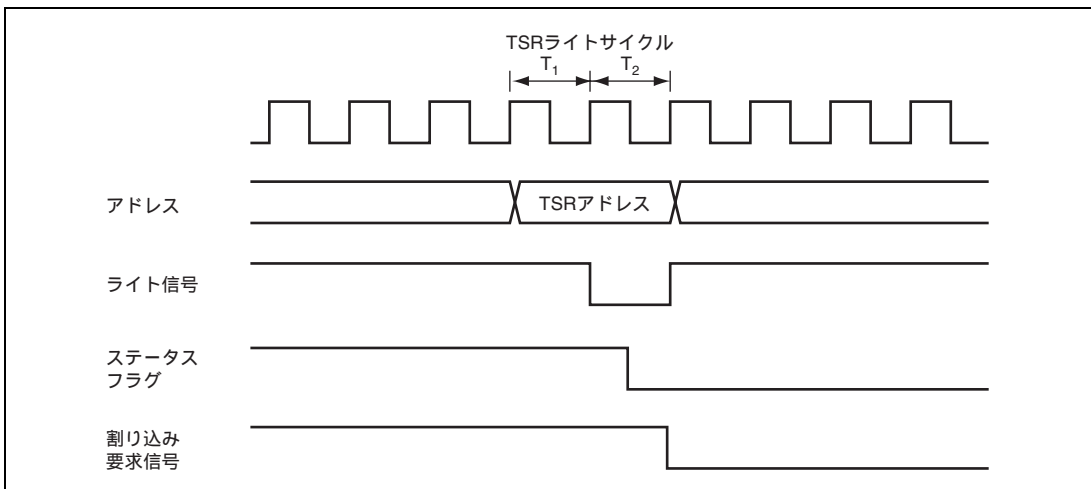 TSRライトサイクル
T1 T2
アドレス
TSRアドレス
ライト信号
ステータス
フラグ
割り込み
要求信号